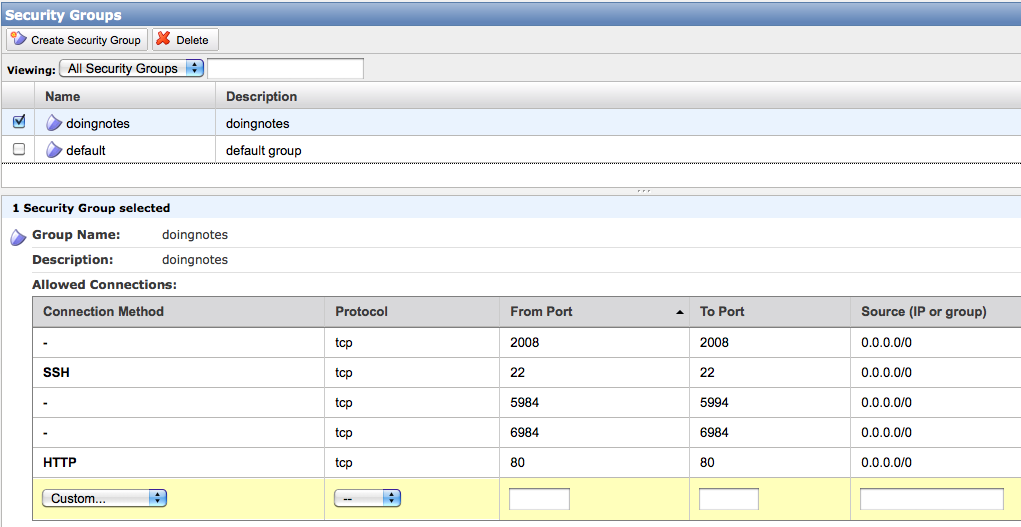 Security Groups
Create Security Group Delete
Viewing: All Security Groups
Name Description
doingnotes doingnotes
default default group
1 Security Group selected
Group Name: doingnotes
Description: doingnotes
Allowed Connections:
Connection Method Protocol From Port To Port Source (IP or group)
- tcp 2008 2008 0.0.0.0/0
SSH tcp 22 22 0.0.0.0/0
- tcp 5984 5994 0.0.0.0/0
- tcp 6984 6984 0.0.0.0/0
HTTP tcp 80 80 0.0.0.0/0
Custom... --